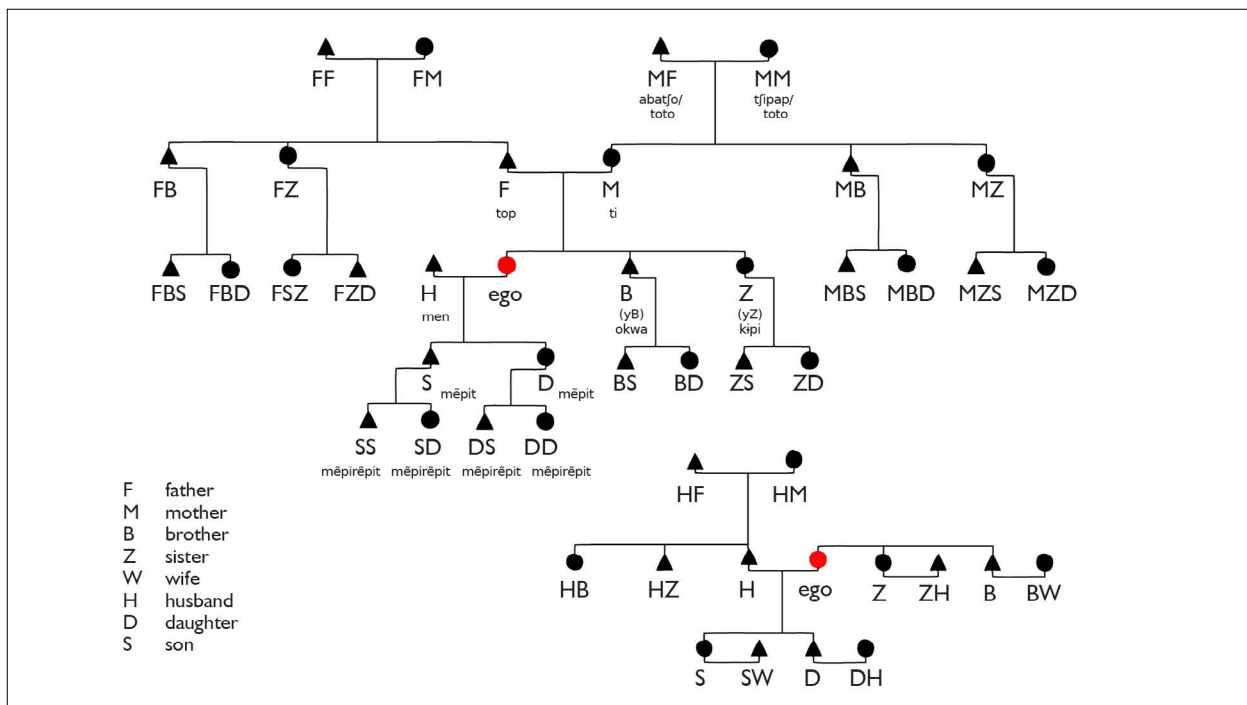 FF FM MF MM
abatʃo/ tʃipap/
toto toto
FB FZ F M MB MZ
top ti
FBS FBD FSZ FZD H ego B Z MBS MBD MZS MZD
men (yB) (yZ)
okwa kɨpi
S D BS BD ZS ZD
mẽpit mẽpit
SS SD DS DD
mẽpirẽpit mẽpirẽpit mẽpirẽpit mẽpirẽpit
HF HM
F father
M mother
B brother
Z sister
W wife
H husband
D daughter
S son
HB HZ H ego Z ZH B BW
S SW D DH